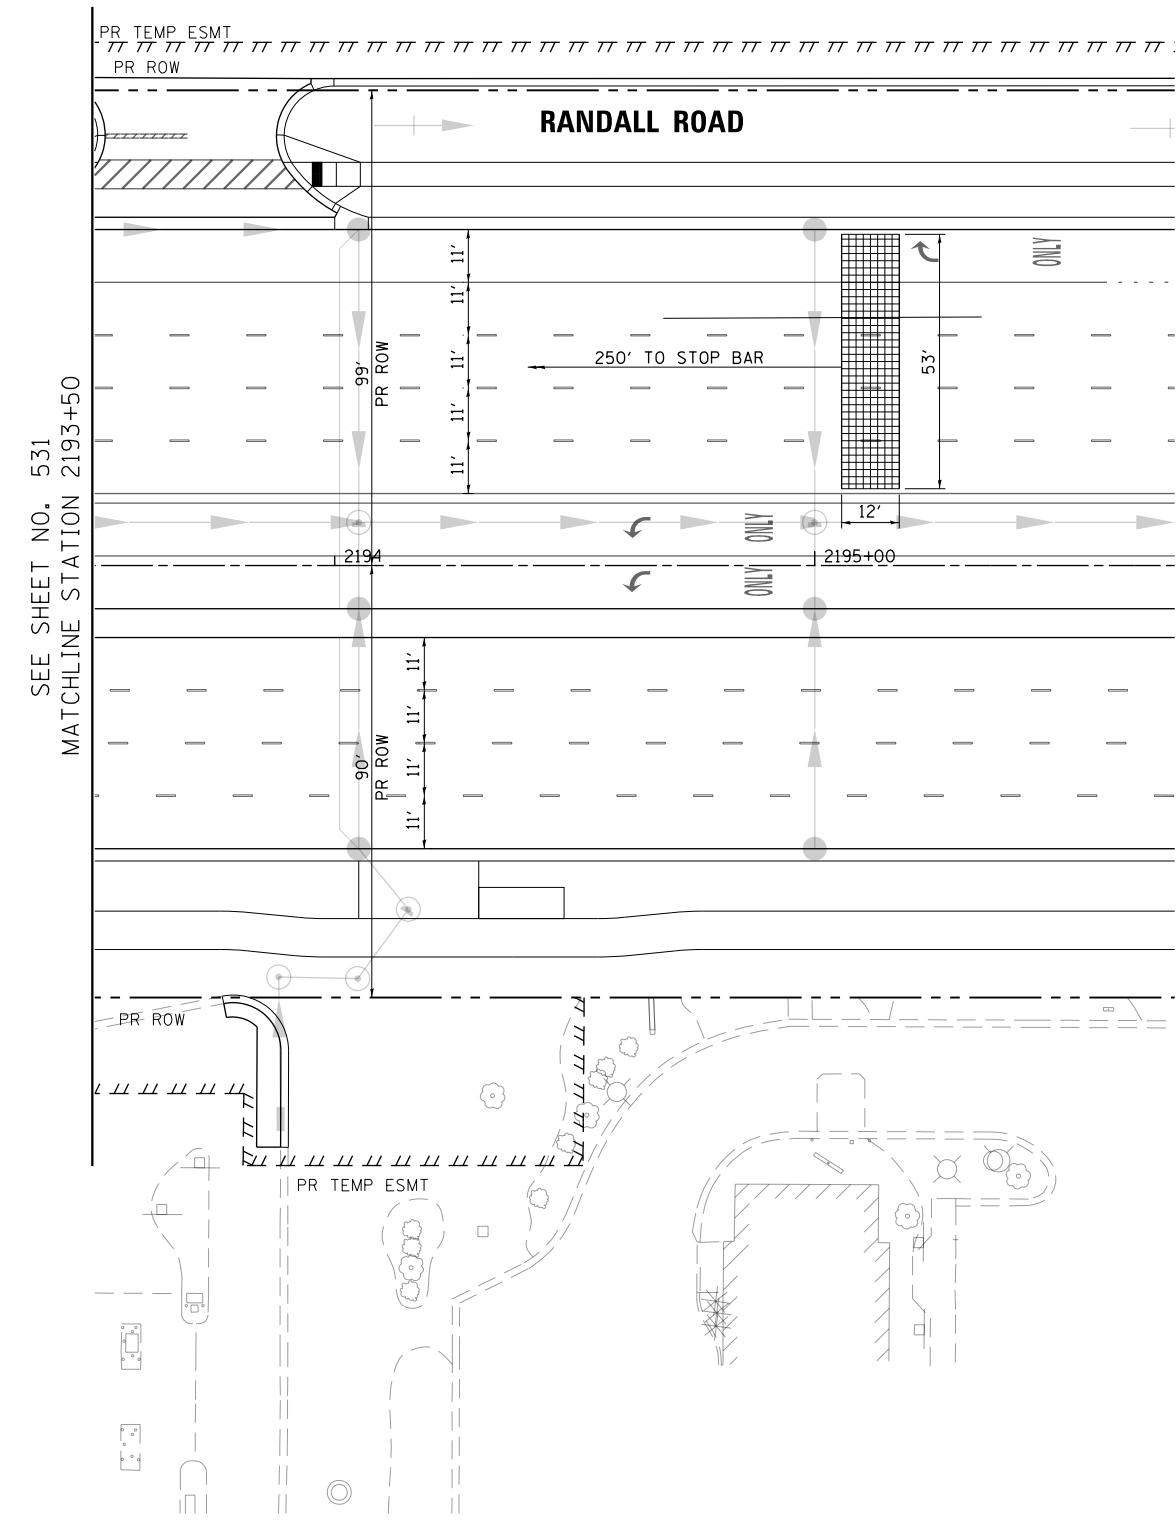 PR TEMP ESMT
PR ROW
RANDALL ROAD
ONLY
11'
11'
11'
11'
11'
99'
PR ROW
250' TO STOP BAR
53'
12'
SEE SHEET NO. 531
MATCHLINE STATION 2193+50
ONLY
2194
2195+00
ONLY
11'
11'
11'
11'
90'
PR ROW
PR ROW
PR TEMP ESMT